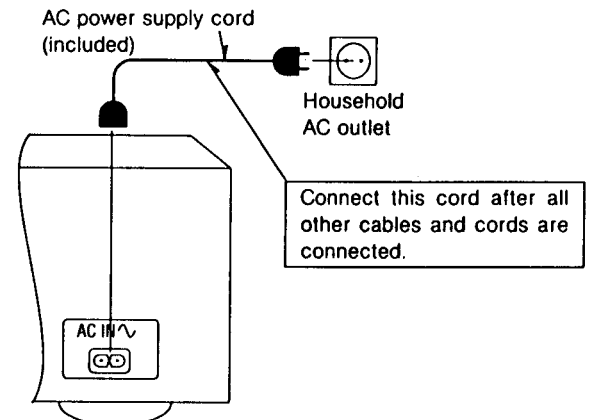 AC power supply cord
(included)
Household
AC outlet
Connect this cord after all
other cables and cords are
connected.
AC IN∿